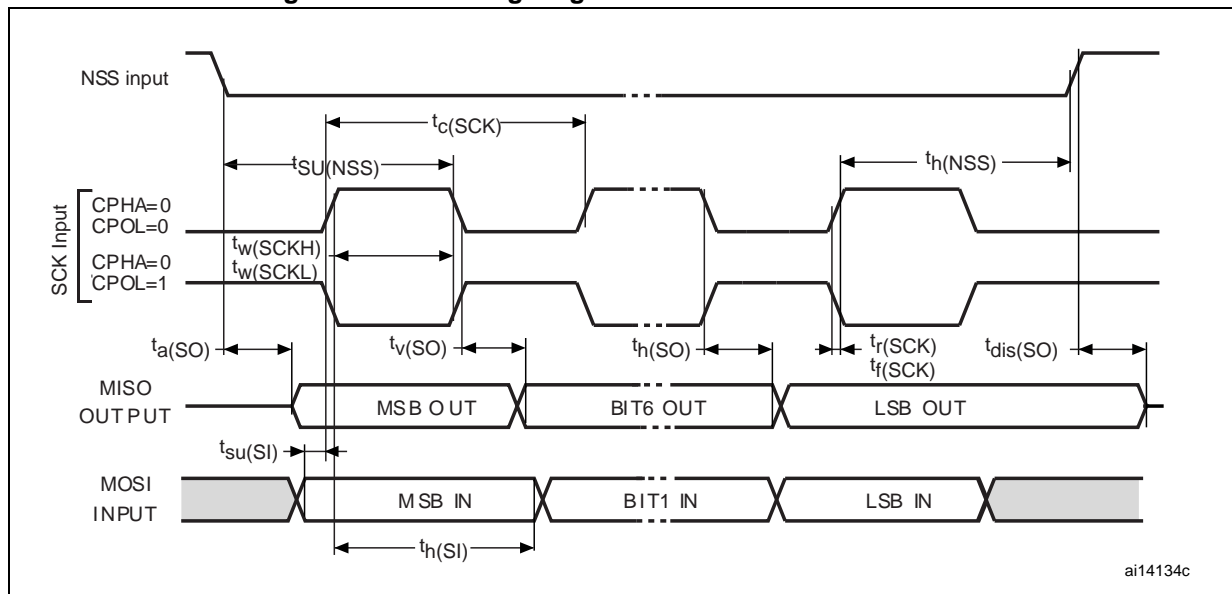 NSS input
tc(SCK)
tSU(NSS)
th(NSS)
SCK Input
CPHA=0
CPOL=0
tw(SCKH)
CPHA=0
tw(SCKL)
CPOL=1
ta(SO)
tv(SO)
th(SO)
tr(SCK)
tf(SCK)
tdis(SO)
MISO
OUTPUT
MSB OUT
BIT6 OUT
LSB OUT
tsu(SI)
MOSI
INPUT
MSB IN
BIT1 IN
LSB IN
th(SI)
ai14134c